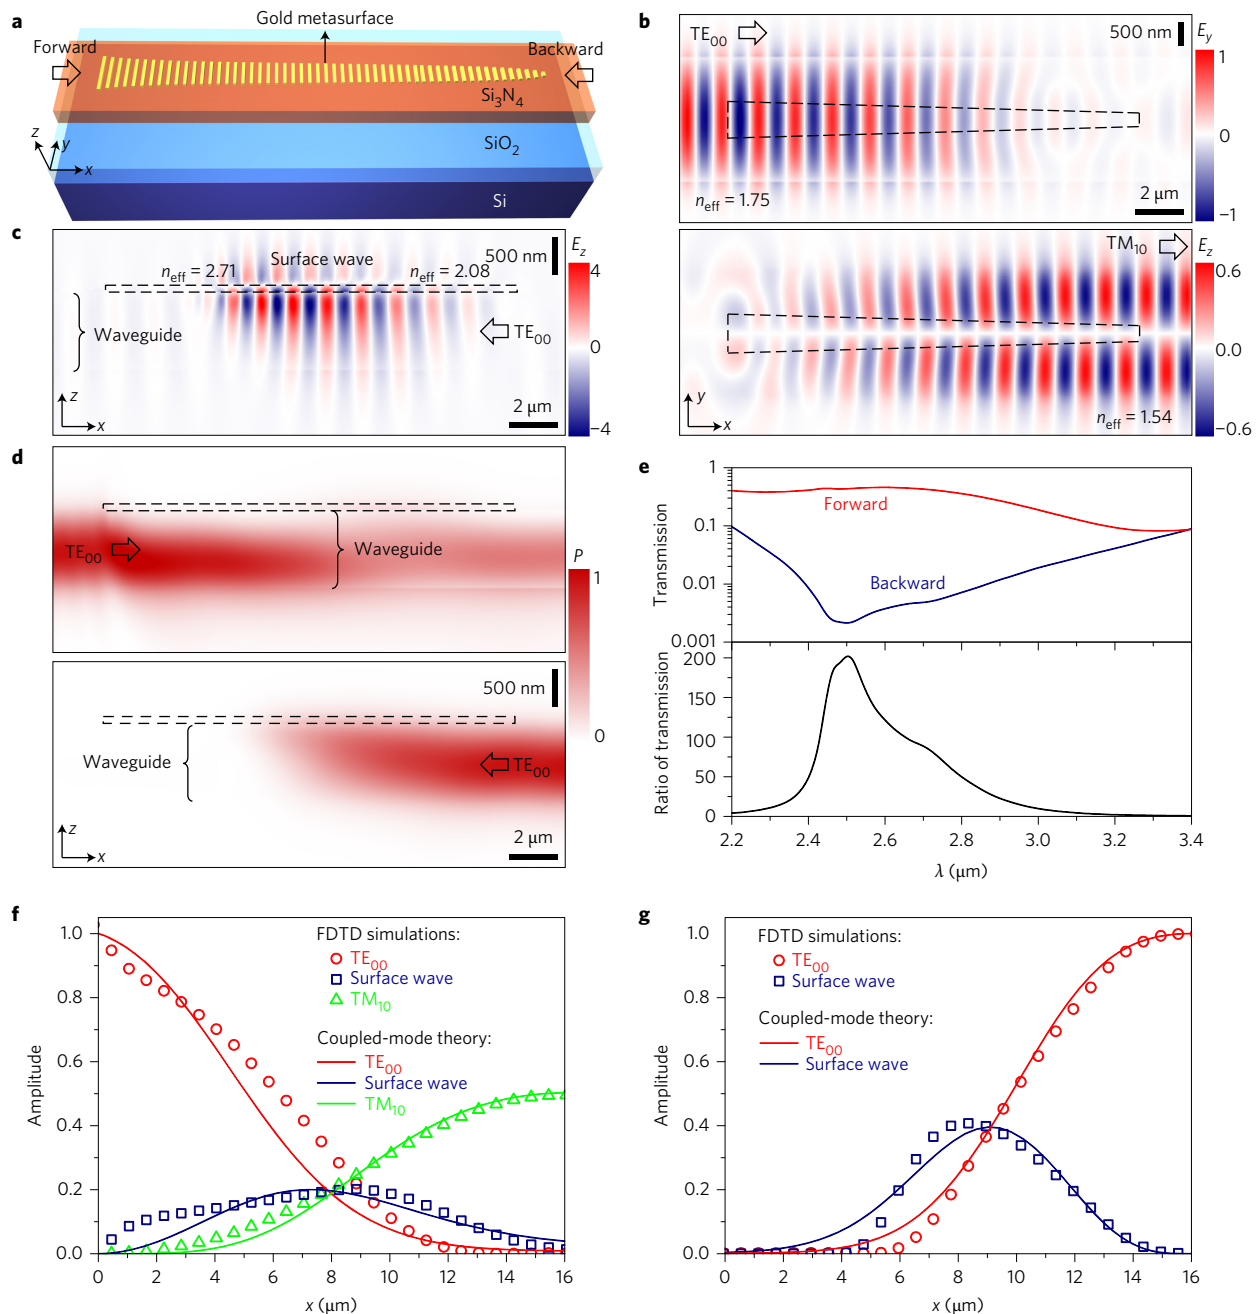 a
Gold metasurface
Forward
Backward
Si3N4
SiO2
Si
z
y
x
b
TE00
500 nm
Ey
1
0
−1
neff = 1.75
2 μm
TM10
Ez
0.6
0.0
−0.6
neff = 1.54
y
x
c
Surface wave
500 nm
Ez
neff = 2.71
neff = 2.08
4
0
−4
Waveguide
TE00
2 μm
z
x
d
TE00
Waveguide
P
1
0
500 nm
Waveguide
TE00
2 μm
z
x
e
Transmission
1
0.1
0.01
0.001
Forward
Backward
Ratio of transmission
200
150
100
50
0
2.2 2.4 2.6 2.8 3.0 3.2 3.4
λ (μm)
f
FDTD simulations:
TE00
Surface wave
TM10
Coupled-mode theory:
TE00
Surface wave
TM10
Amplitude
1.0
0.8
0.6
0.4
0.2
0.0
0 2 4 6 8 10 12 14 16
x (μm)
g
FDTD simulations:
TE00
Surface wave
Coupled-mode theory:
TE00
Surface wave
Amplitude
1.0
0.8
0.6
0.4
0.2
0.0
0 2 4 6 8 10 12 14 16
x (μm)